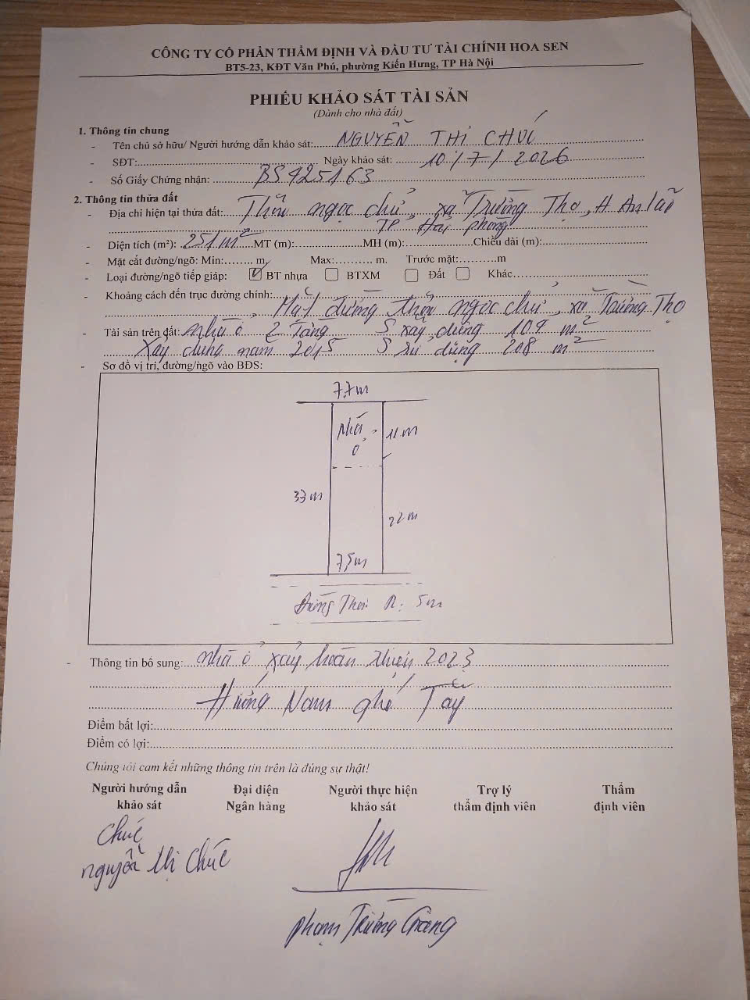 CÔNG TY CỔ PHẦN THẨM ĐỊNH VÀ ĐẦU TƯ TÀI CHÍNH HOA SEN
BT5-23, KĐT Văn Phú, phường Kiến Hưng, TP Hà Nội
PHIẾU KHẢO SÁT TÀI SẢN
(Dành cho nhà đất)
1. Thông tin chung
- Tên chủ sở hữu/ Người hướng dẫn khảo sát: NGUYỄN THỊ CHÚC
- SĐT: Ngày khảo sát: 10/7/2026
- Số Giấy Chứng nhận: BS 425163
2. Thông tin thửa đất
- Địa chỉ hiện tại thửa đất: Thôn ngọc chử, xã Trường Thọ, H An Lão
TP Hải phòng
- Diện tích (m²): 251 m² MT (m): MH (m): Chiều dài (m):
- Mặt cắt đường/ngõ: Min: m. Max: m. Trước mặt: m
- Loại đường/ngõ tiếp giáp: BT nhựa BTXM Đất Khác
- Khoảng cách đến trục đường chính: Mặt đường thôn ngọc chử, xã Trường Thọ
- Tài sản trên đất: nhà ở 2 Tầng S xây dựng 104 m²
Xây dựng năm 2015 S sử dụng 208 m²
- Sơ đồ vị trí, đường/ngõ vào BĐS:
7,7m
Nhà ở
11m
33m
22m
7,5m
Đường Thôn R: 5m
- Thông tin bổ sung: nhà ở xây hoàn thiện 2023
Hướng Nam ghé Tây
Điểm bất lợi:
Điểm có lợi:
Chúng tôi cam kết những thông tin trên là đúng sự thật!
Người hướng dẫn khảo sát Đại diện Ngân hàng Người thực hiện khảo sát Trợ lý thẩm định viên Thẩm định viên
Chúc
nguyễn thị Chúc
phạm Trường Giang